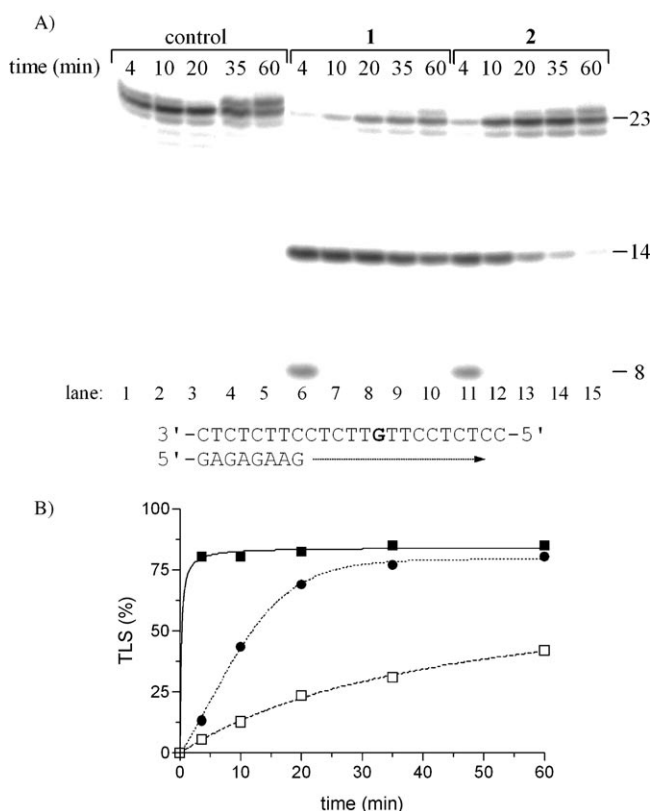 A)
control 1 2
time (min) 4 10 20 35 60 4 10 20 35 60 4 10 20 35 60
23
14
8
lane: 1 2 3 4 5 6 7 8 9 10 11 12 13 14 15
3'-CTCTCTTCCTCTTGTTCCTCTCC-5'
5'-GAGAGAAG
B)
100
75
50
25
0
TLS (%)
0 10 20 30 40 50 60
time (min)